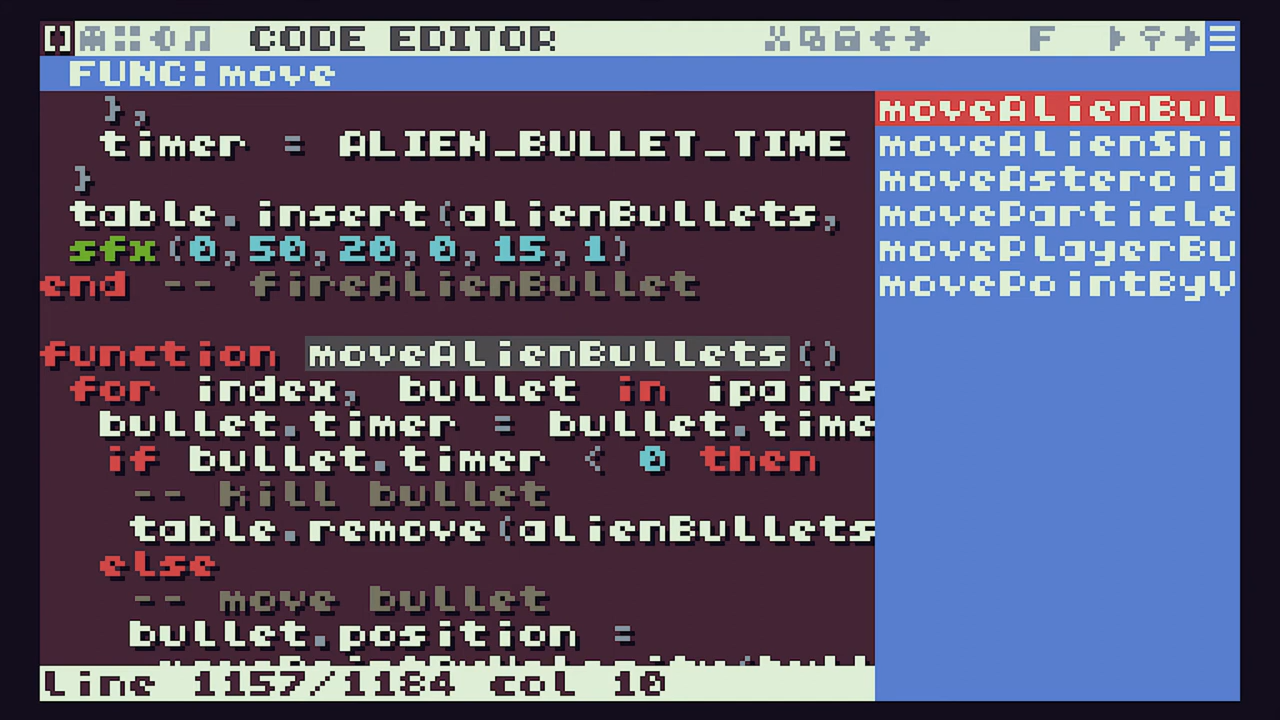 CODE EDITOR F
FUNC:move
},
timer = ALIEN_BULLET_TIME
}
table.insert(alienBullets,
sfx(0,50,20,0,15,1)
end -- fireAlienBullet
function moveAlienBullets()
for index, bullet in ipairs
bullet.timer = bullet.time
if bullet.timer < 0 then
-- kill bullet
table.remove(alienBullets
else
-- move bullet
bullet.position =
line 1157/1184 col 10
moveAlienBul
moveAlienShi
moveAsteroid
moveParticle
movePlayerBu
movePointByV